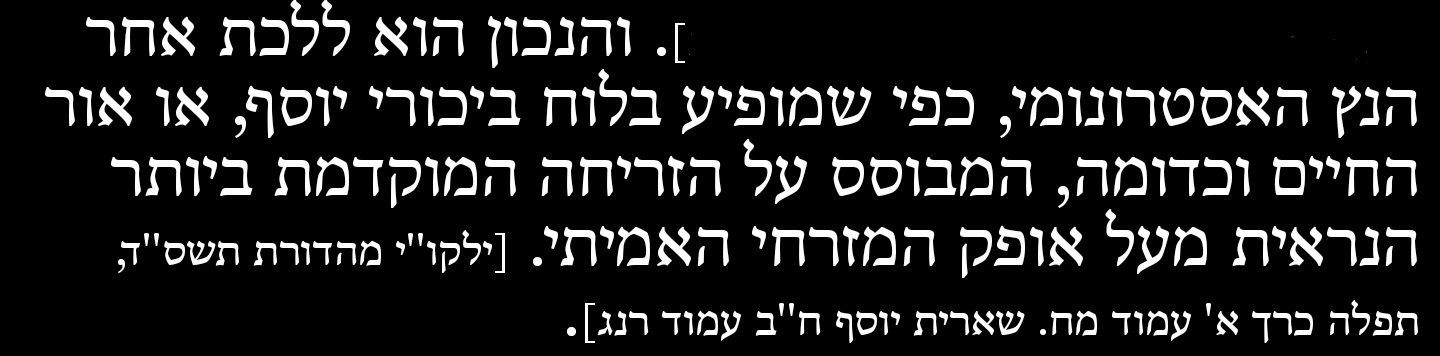 ]. והנכון הוא ללכת אחר
הנץ האסטרונומי, כפי שמופיע בלוח ביכורי יוסף, או אור
החיים וכדומה, המבוסס על הזריחה המוקדמת ביותר
הנראית מעל אופק המזרחי האמיתי. [ילקו"י מהדורת תשס"ד,
תפלה כרך א' עמוד מח. שארית יוסף ח"ב עמוד רנג].